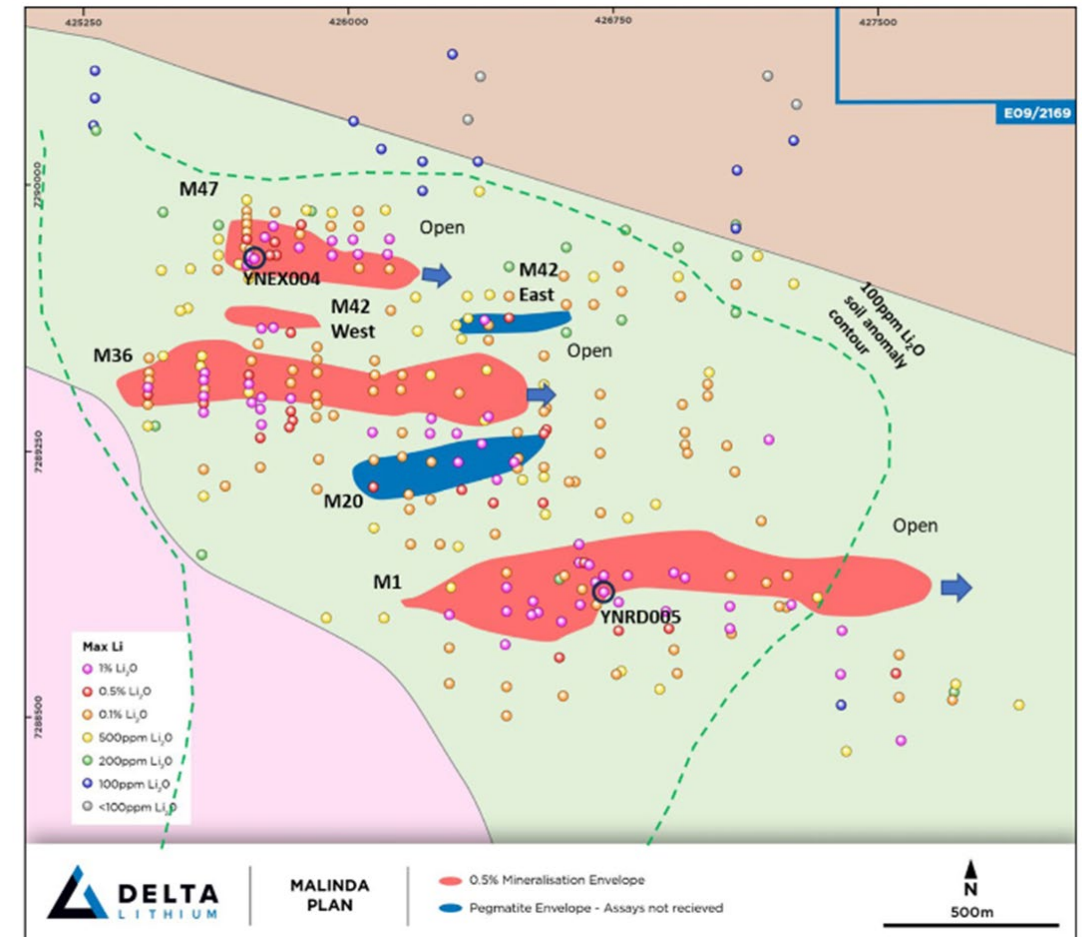 425250
426000
426750
427500
E09/2169
7290000
M47
Open
YNEX004
M42
East
M42
West
100ppm Li2O
soil anomaly
contour
Open
M36
7289250
M20
Open
M1
YNRD005
7288500
Max Li
1% Li2O
0.5% Li2O
0.1% Li2O
500ppm Li2O
200ppm Li2O
100ppm Li2O
<100ppm Li2O
DELTA
LITHIUM
MALINDA
PLAN
0.5% Mineralisation Envelope
Pegmatite Envelope - Assays not recieved
N
500m